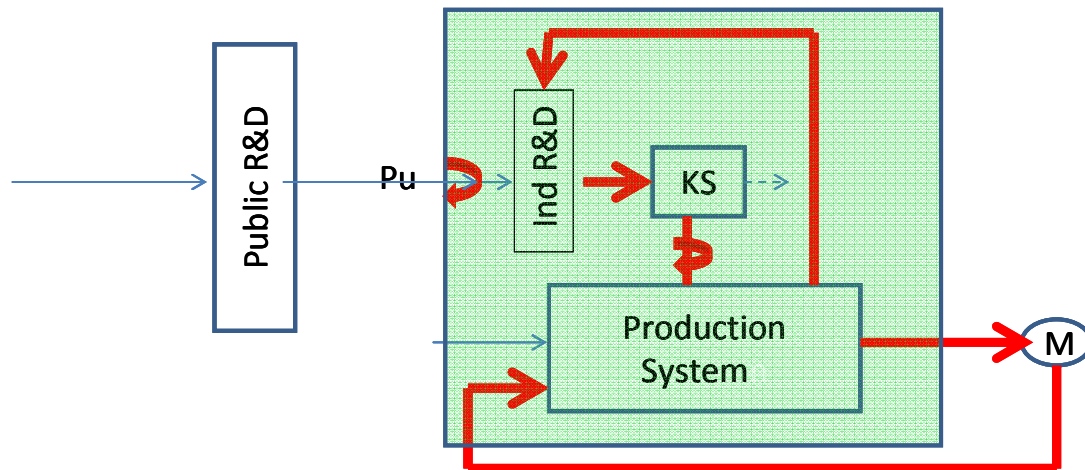 Public R&D
Pu
Ind R&D
KS
Production
System
M